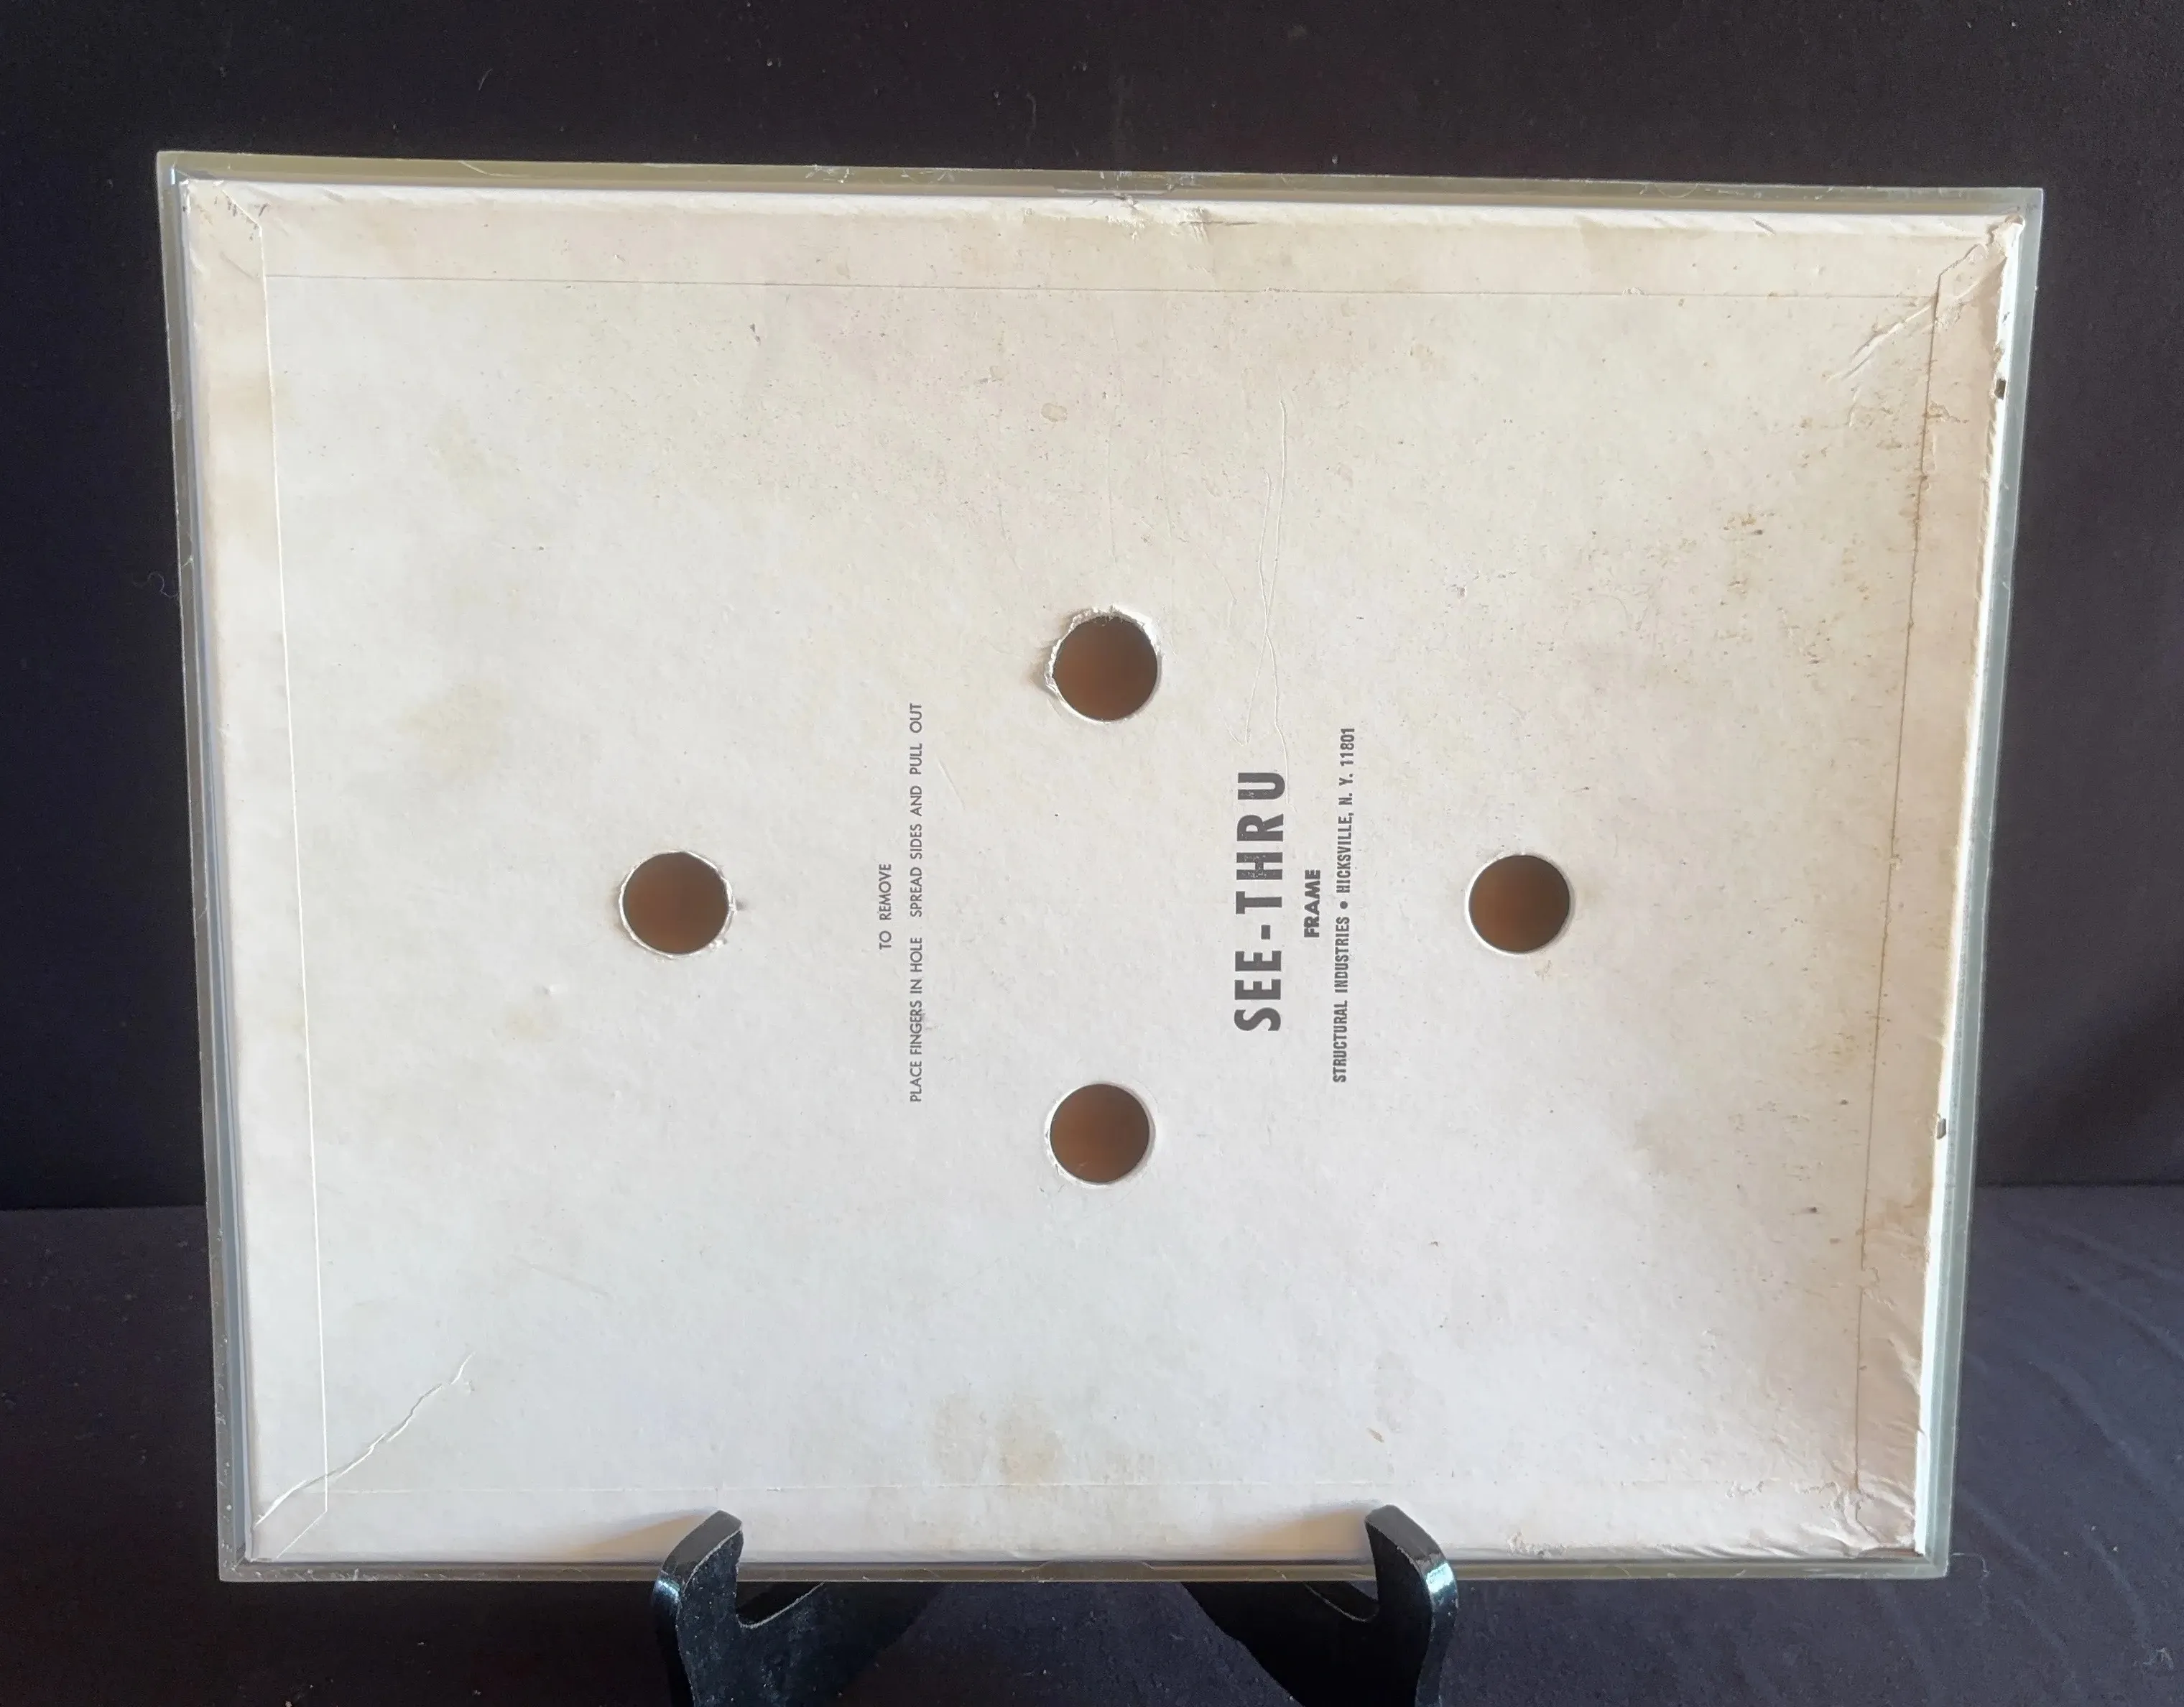 TO REMOVE
PLACE FINGERS IN HOLE SPREAD SIDES AND PULL OUT
SEE-THRU
FRAME
STRUCTURAL INDUSTRIES • HICKSVILLE, N. Y. 11801